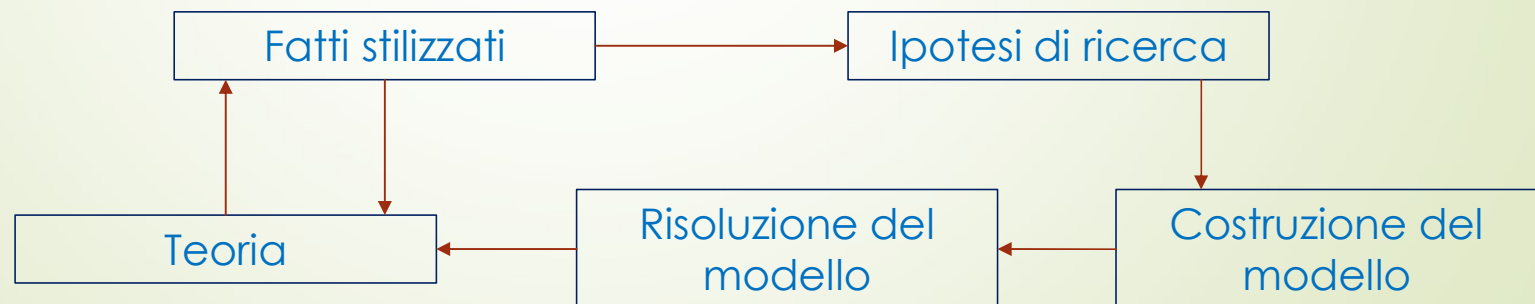 Fatti stilizzati
Ipotesi di ricerca
Teoria
Risoluzione del
modello
Costruzione del
modello